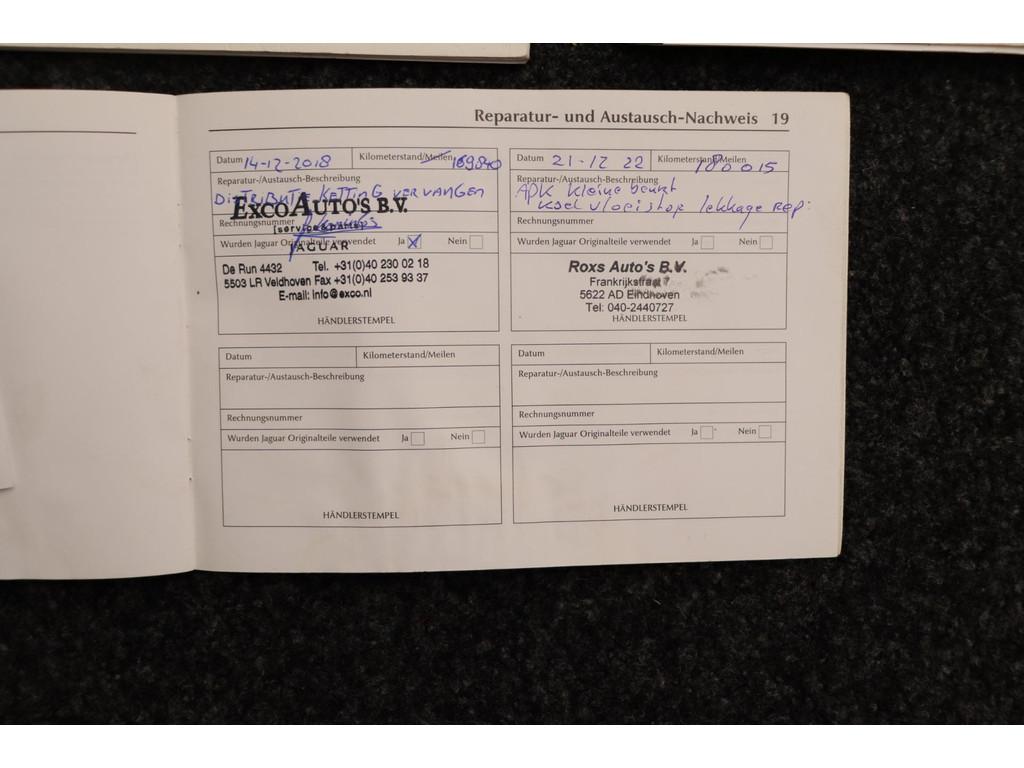 Reparatur- und Austausch-Nachweis 19
Datum 14-12-2018 Kilometerstand/Meilen 169840
Reparatur-/Austausch-Beschreibung
DISTRIBUTIE KETTING VERVANGEN
EXCOAUTO'S B.V.
Rechnungsnummer
[service & parts]
Wurden Jaguar Originalteile verwendet Ja Nein
JAGUAR
De Run 4432 Tel. +31(0)40 230 02 18
5503 LR Veldhoven Fax +31(0)40 253 93 37
E-mail: info@exco.nl
HÄNDLERSTEMPEL
Datum 21-12 22 Kilometerstand/Meilen 180015
Reparatur-/Austausch-Beschreibung
APK kleine beurt
koel vloeistof lekkage rep:
Rechnungsnummer
Wurden Jaguar Originalteile verwendet Ja Nein
Roxs Auto's B.V.
Frankrijkstraat
5622 AD Eindhoven
Tel: 040-2440727
HÄNDLERSTEMPEL
Datum Kilometerstand/Meilen
Reparatur-/Austausch-Beschreibung
Rechnungsnummer
Wurden Jaguar Originalteile verwendet Ja Nein
HÄNDLERSTEMPEL
Datum Kilometerstand/Meilen
Reparatur-/Austausch-Beschreibung
Rechnungsnummer
Wurden Jaguar Originalteile verwendet Ja Nein
HÄNDLERSTEMPEL